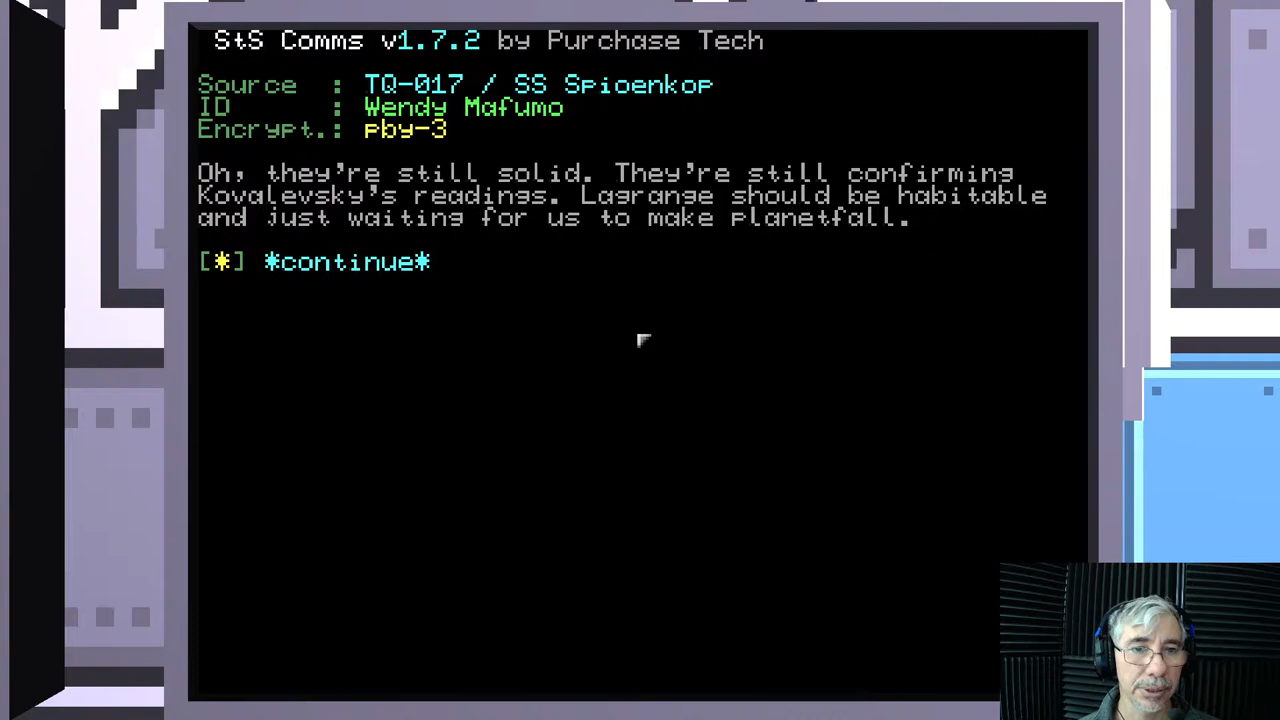 StS Comms v1.7.2 by Purchase Tech
Source : TQ-017 / SS Spioenkop
ID : Wendy Mafumo
Encrypt.: pby-3
Oh, they're still solid. They're still confirming
Kovalevsky's readings. Lagrange should be habitable
and just waiting for us to make planetfall.
[*] *continue*